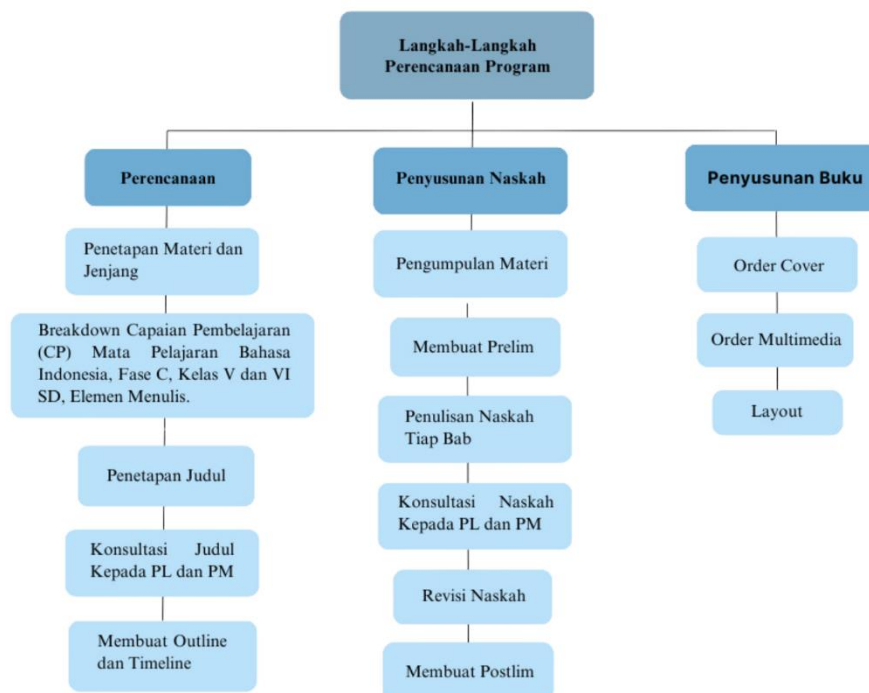 Langkah-Langkah
Perencanaan Program
Perencanaan
Penetapan Materi dan
Jenjang
Breakdown Capaian Pembelajaran
(CP) Mata Pelajaran Bahasa
Indonesia, Fase C, Kelas V dan VI
SD, Elemen Menulis.
Penetapan Judul
Konsultasi Judul
Kepada PL dan PM
Membuat Outline
dan Timeline
Penyusunan Naskah
Pengumpulan Materi
Membuat Prelim
Penulisan Naskah
Tiap Bab
Konsultasi Naskah
Kepada PL dan PM
Revisi Naskah
Membuat Postlim
Penyusunan Buku
Order Cover
Order Multimedia
Layout